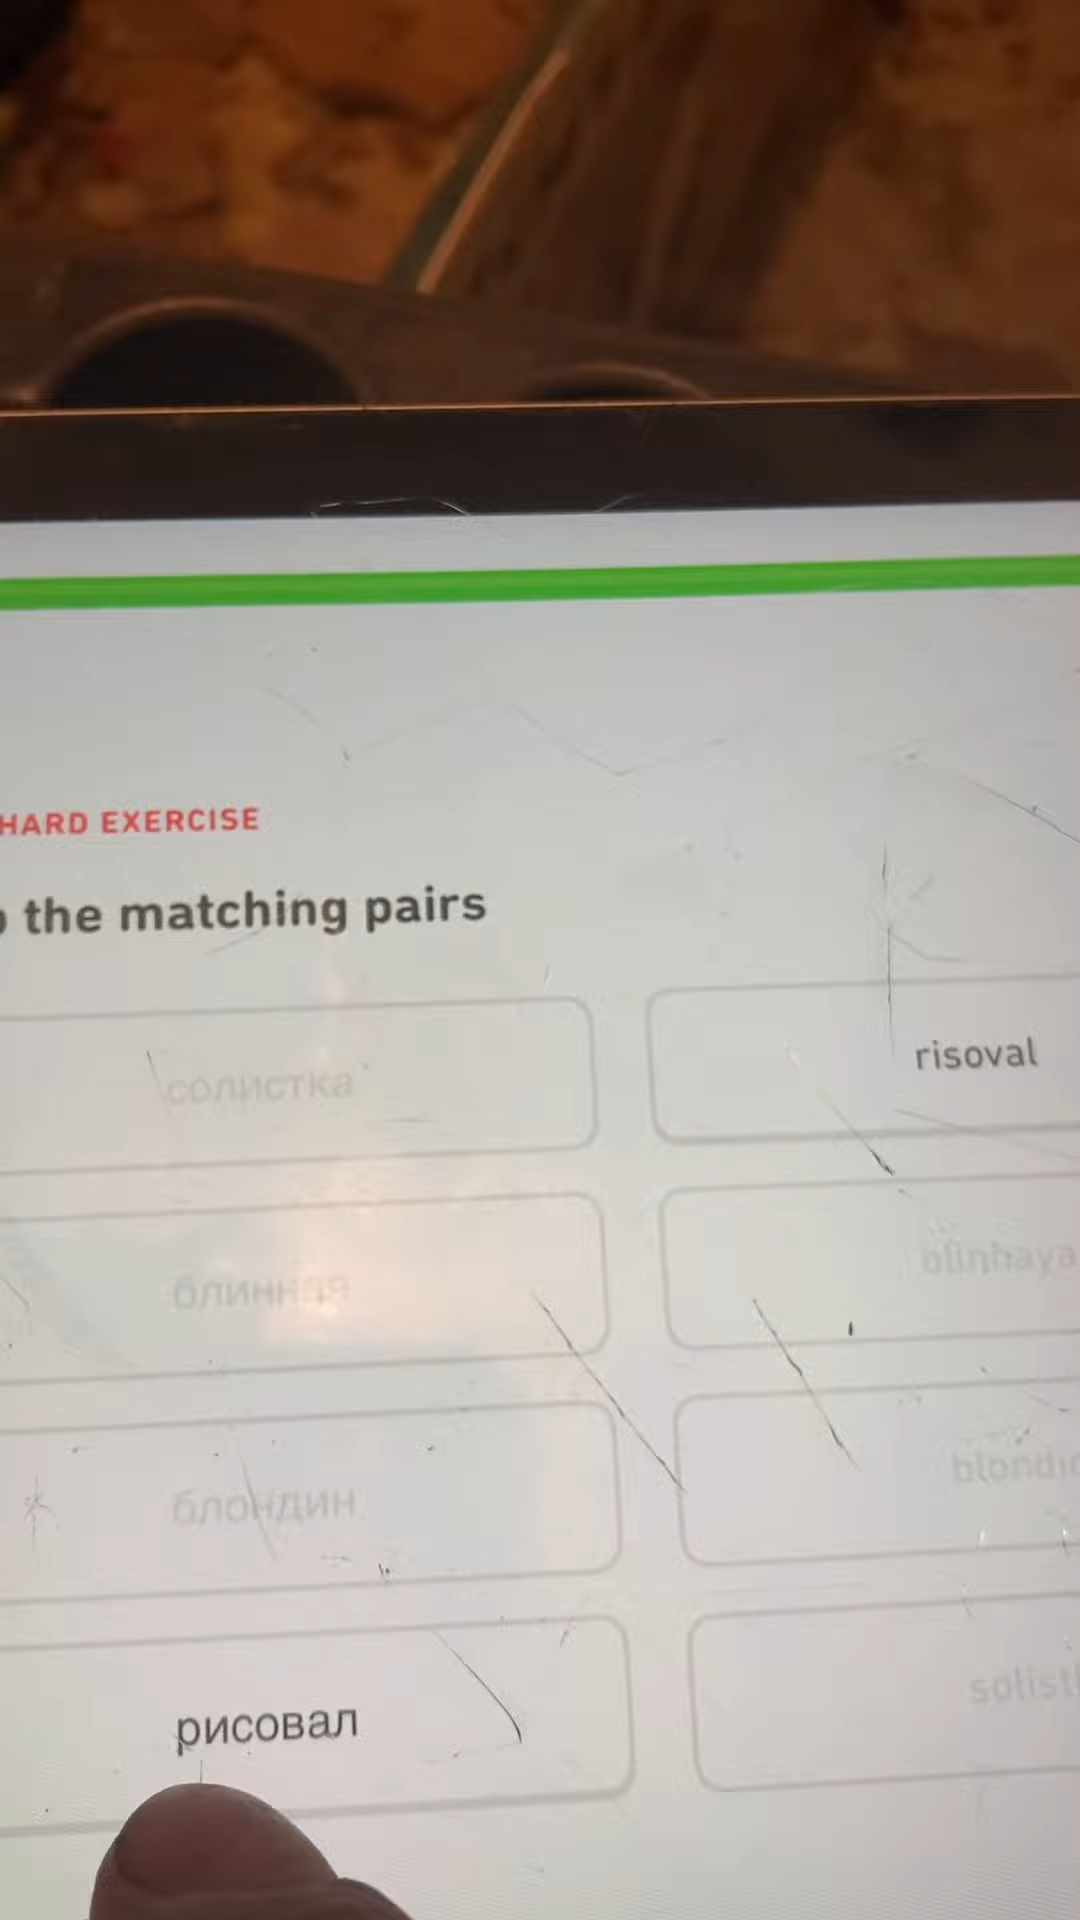 HARD EXERCISE
the matching pairs
солистка
risoval
блинная
blinnaya
блондин
рисовал